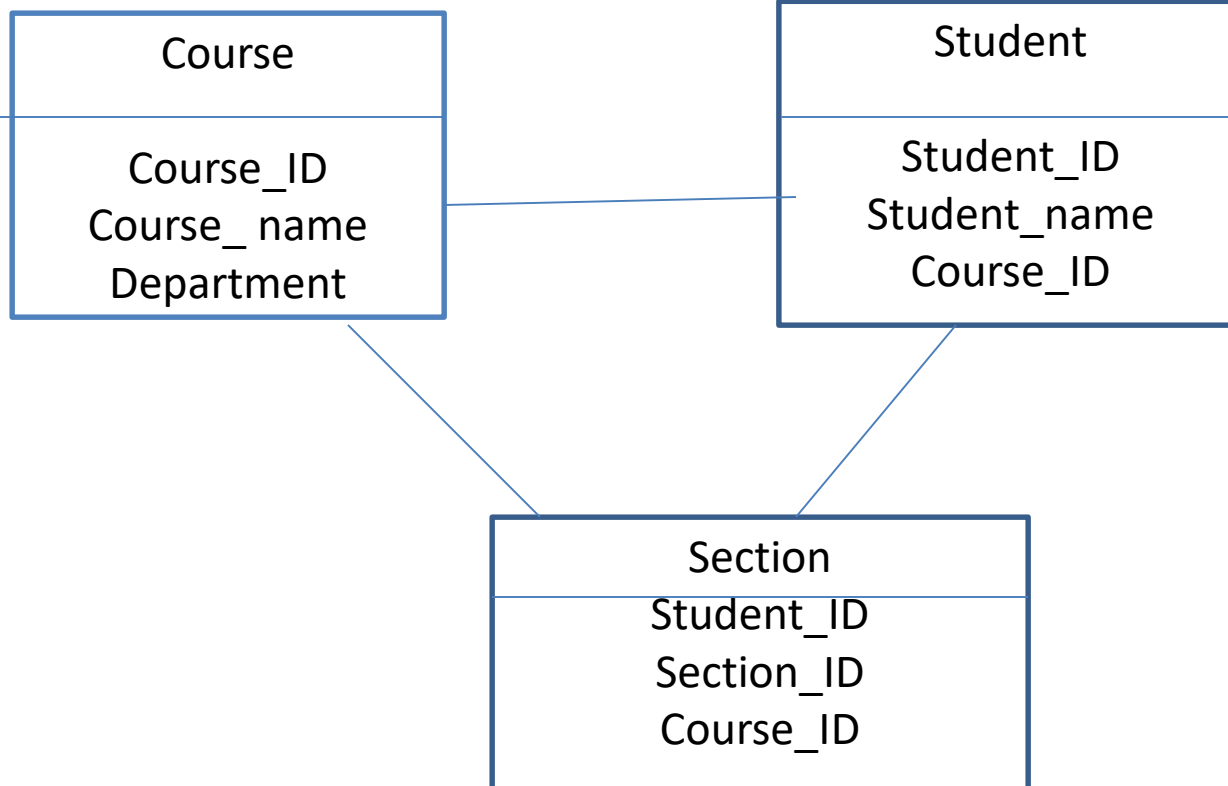 Course
Course_ID
Course_ name
Department
Student
Student_ID
Student_name
Course_ID
Section
Student_ID
Section_ID
Course_ID